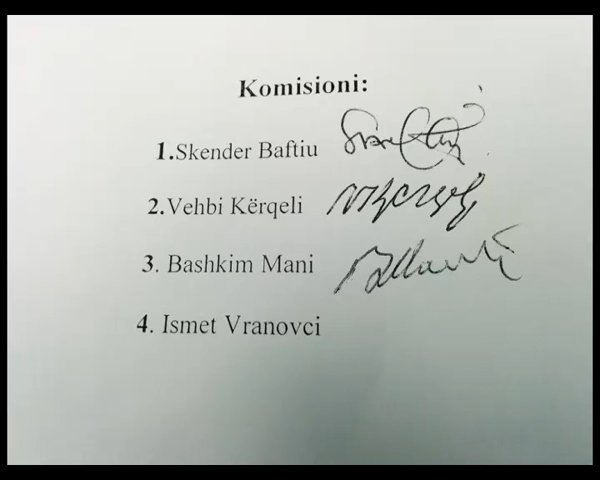 Komisioni:
1.Skender Baftiu
2.Vehbi Kërqeli
3. Bashkim Mani
4. Ismet Vranovci